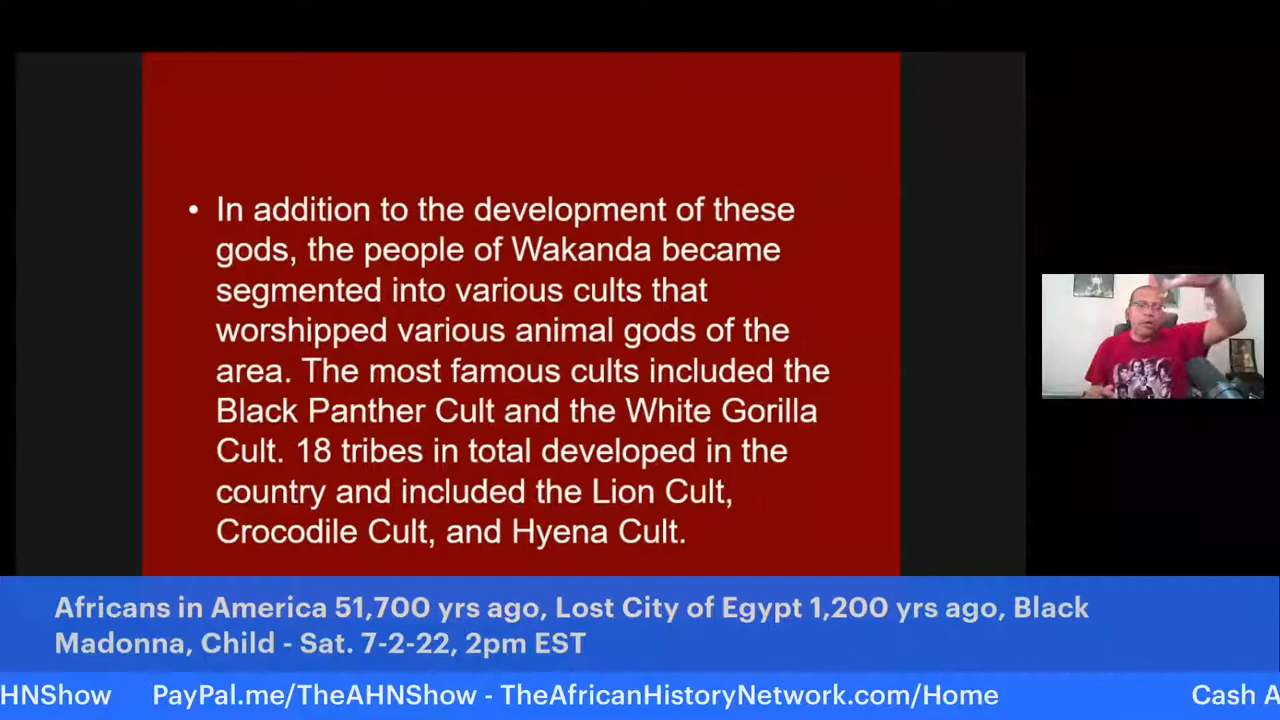 • In addition to the development of these
gods, the people of Wakanda became
segmented into various cults that
worshipped various animal gods of the
area. The most famous cults included the
Black Panther Cult and the White Gorilla
Cult. 18 tribes in total developed in the
country and included the Lion Cult,
Crocodile Cult, and Hyena Cult.
Africans in America 51,700 yrs ago, Lost City of Egypt 1,200 yrs ago, Black
Madonna, Child - Sat. 7-2-22, 2pm EST
HNShow PayPal.me/TheAHNShow - TheAfricanHistoryNetwork.com/Home Cash A